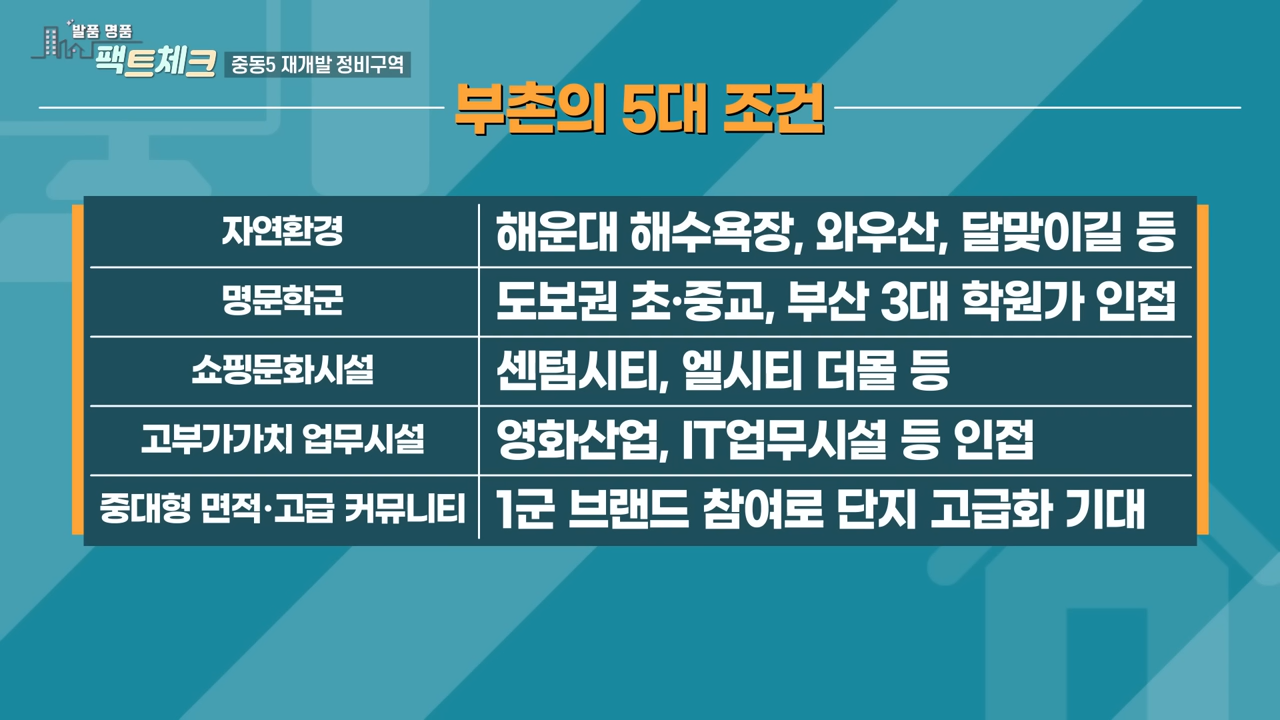 발품 명품
팩트체크 중동5 재개발 정비구역
부촌의 5대 조건
자연환경 해운대 해수욕장, 와우산, 달맞이길 등
명문학군 도보권 초·중교, 부산 3대 학원가 인접
쇼핑문화시설 센텀시티, 엘시티 더몰 등
고부가가치 업무시설 영화산업, IT업무시설 등 인접
중대형 면적·고급 커뮤니티 1군 브랜드 참여로 단지 고급화 기대